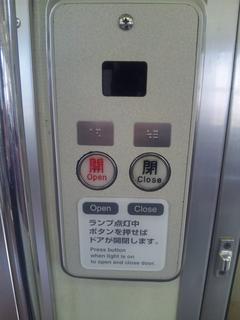 開
Open
閉
Close
Open Close
ランプ点灯中
ボタンを押せば
ドアが開閉します。
Press button
when light is on
to open and close door.